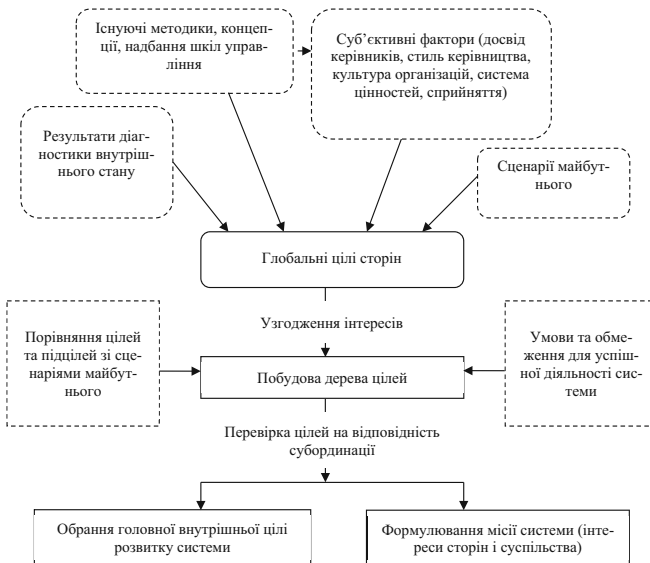 Існуючі методики, концеп-
ції, надбання шкіл управ-
ління
Суб’єктивні фактори (досвід
керівників, стиль керівництва,
культура організацій, система
цінностей, сприйняття)
Результати діаг-
ностики внутріш-
нього стану
Сценарії майбут-
нього
Глобальні цілі сторін
Узгодження інтересів
Порівняння цілей
та підцілей зі сце-
наріями майбут-
нього
Побудова дерева цілей
Умови та обме-
ження для успіш-
ної діяльності сис-
теми
Перевірка цілей на відповідність
субординації
Обрання головної внутрішньої цілі
розвитку системи
Формулювання місії системи (інте-
реси сторін і суспільства)